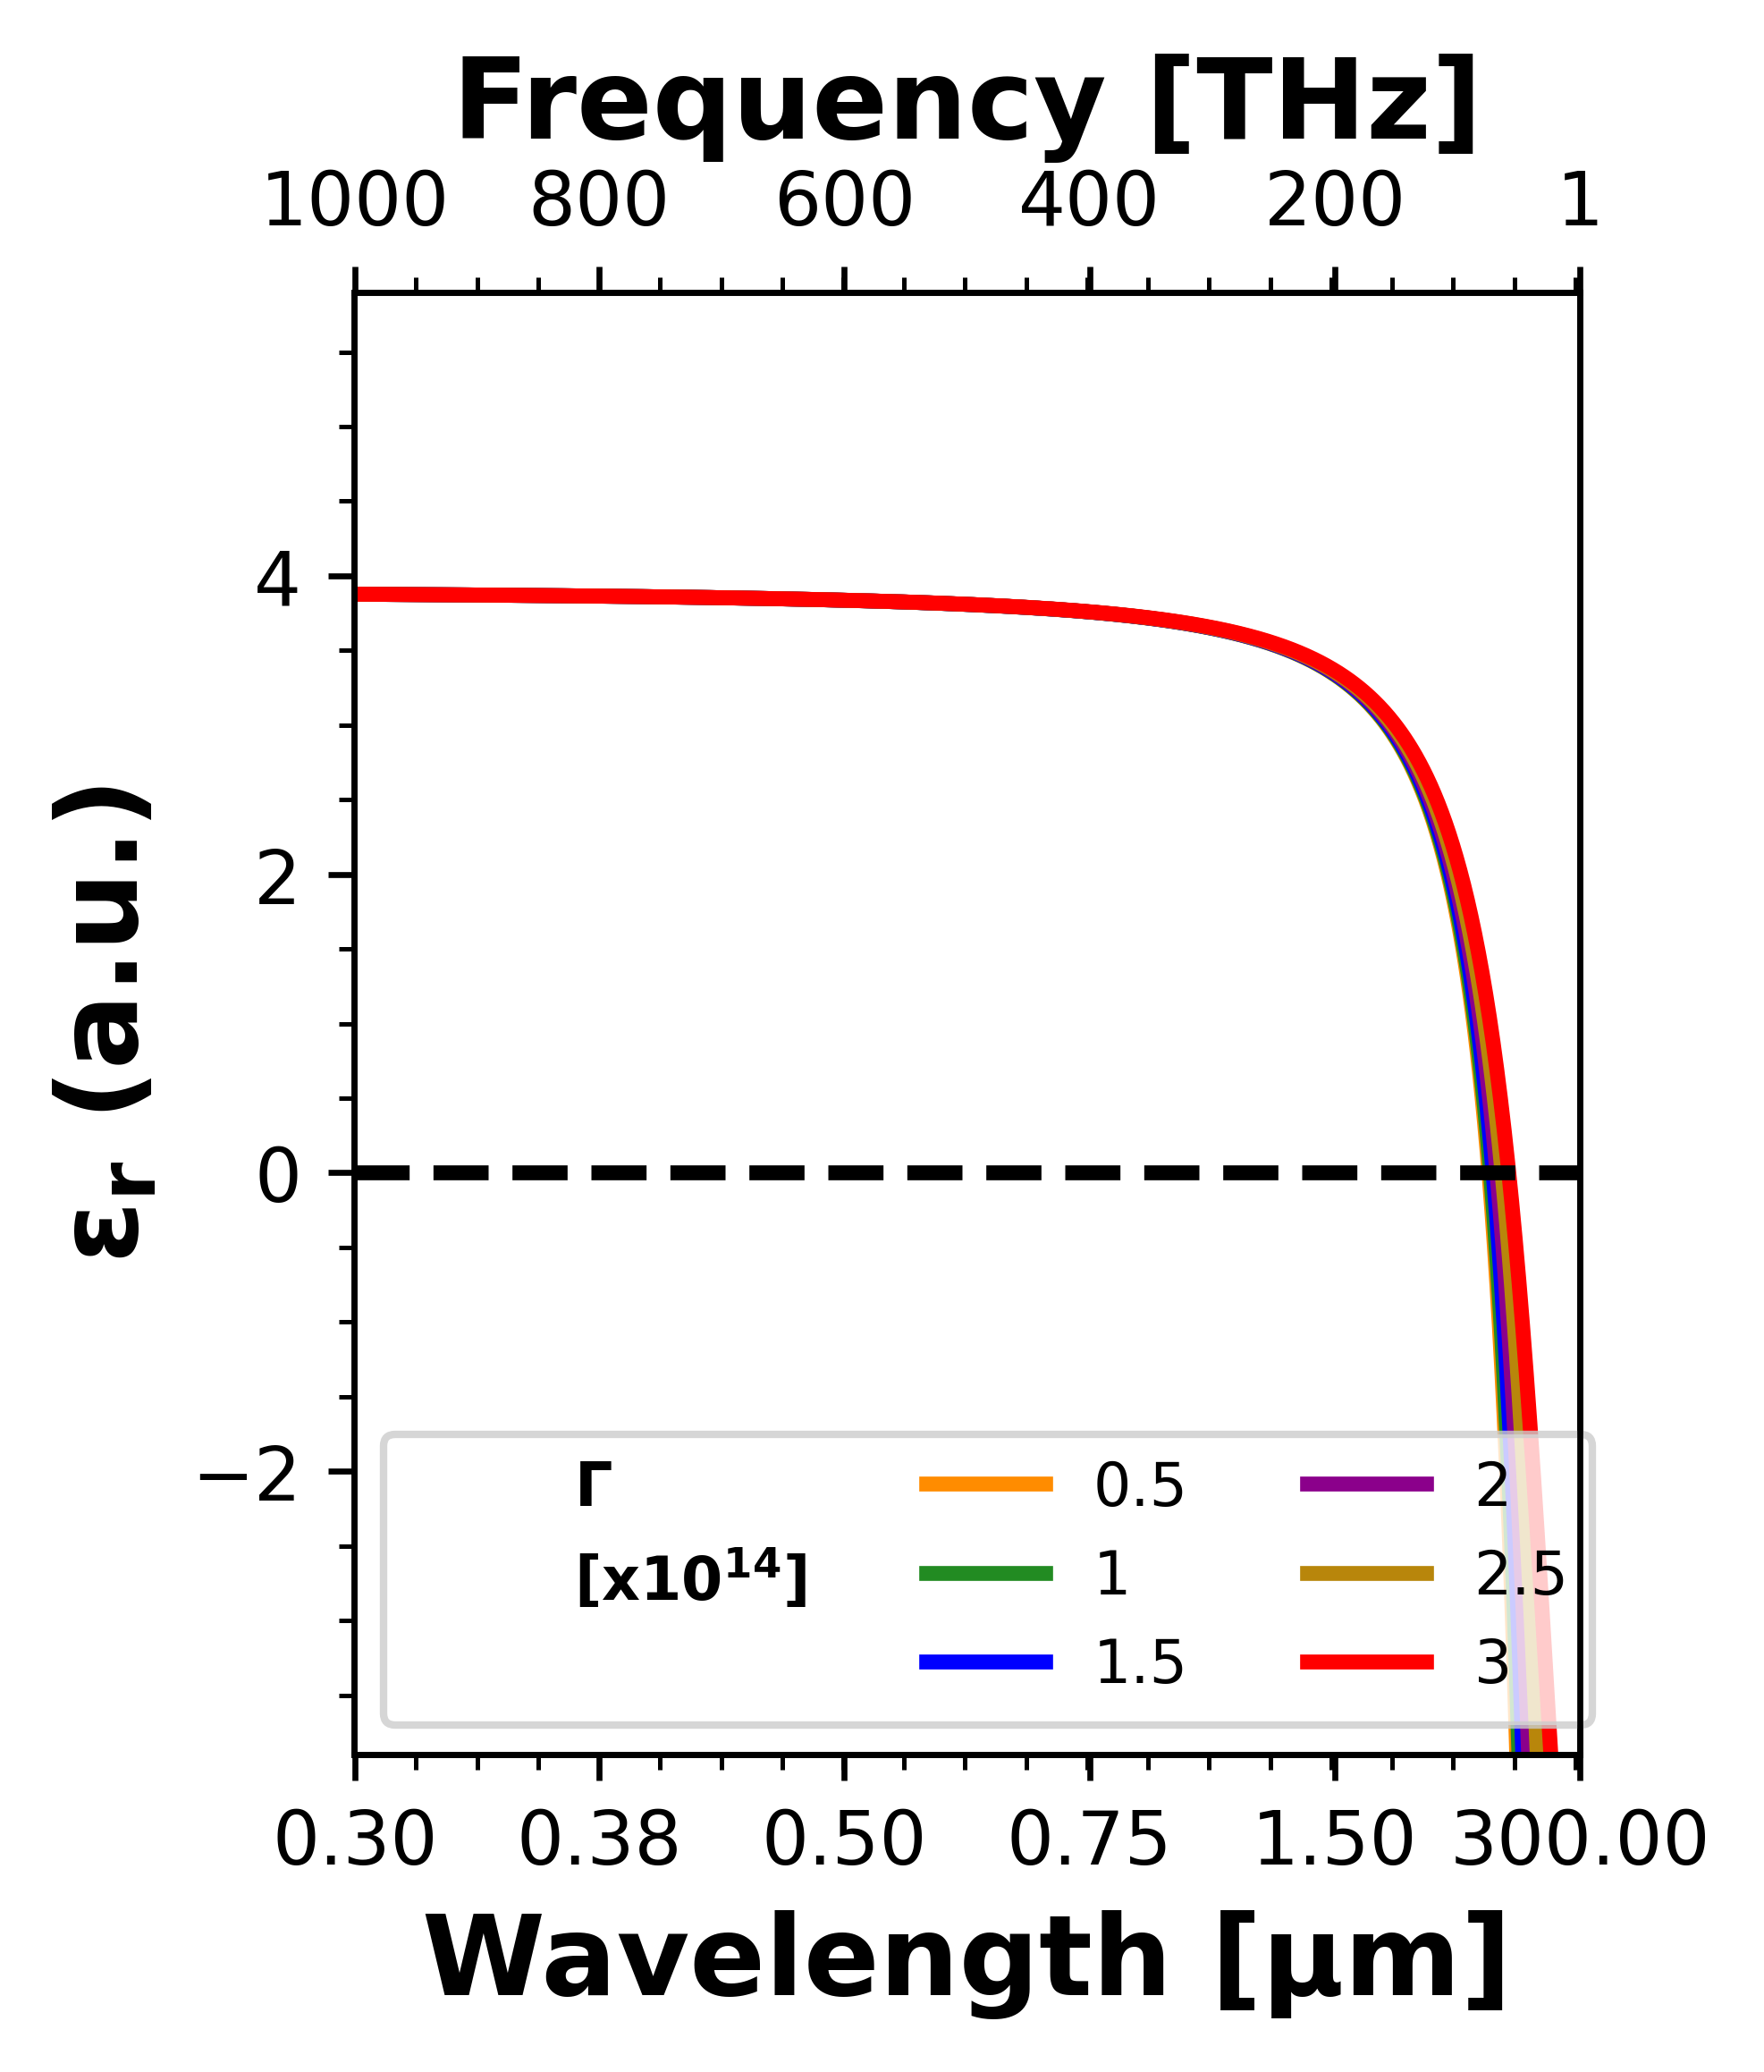 Frequency [THz]
1000 800 600 400 200 1
εr (a.u.)
4
2
0
−2
Γ 0.5 2
[x10¹⁴] 1 2.5
1.5 3
0.30 0.38 0.50 0.75 1.50 300.00
Wavelength [μm]